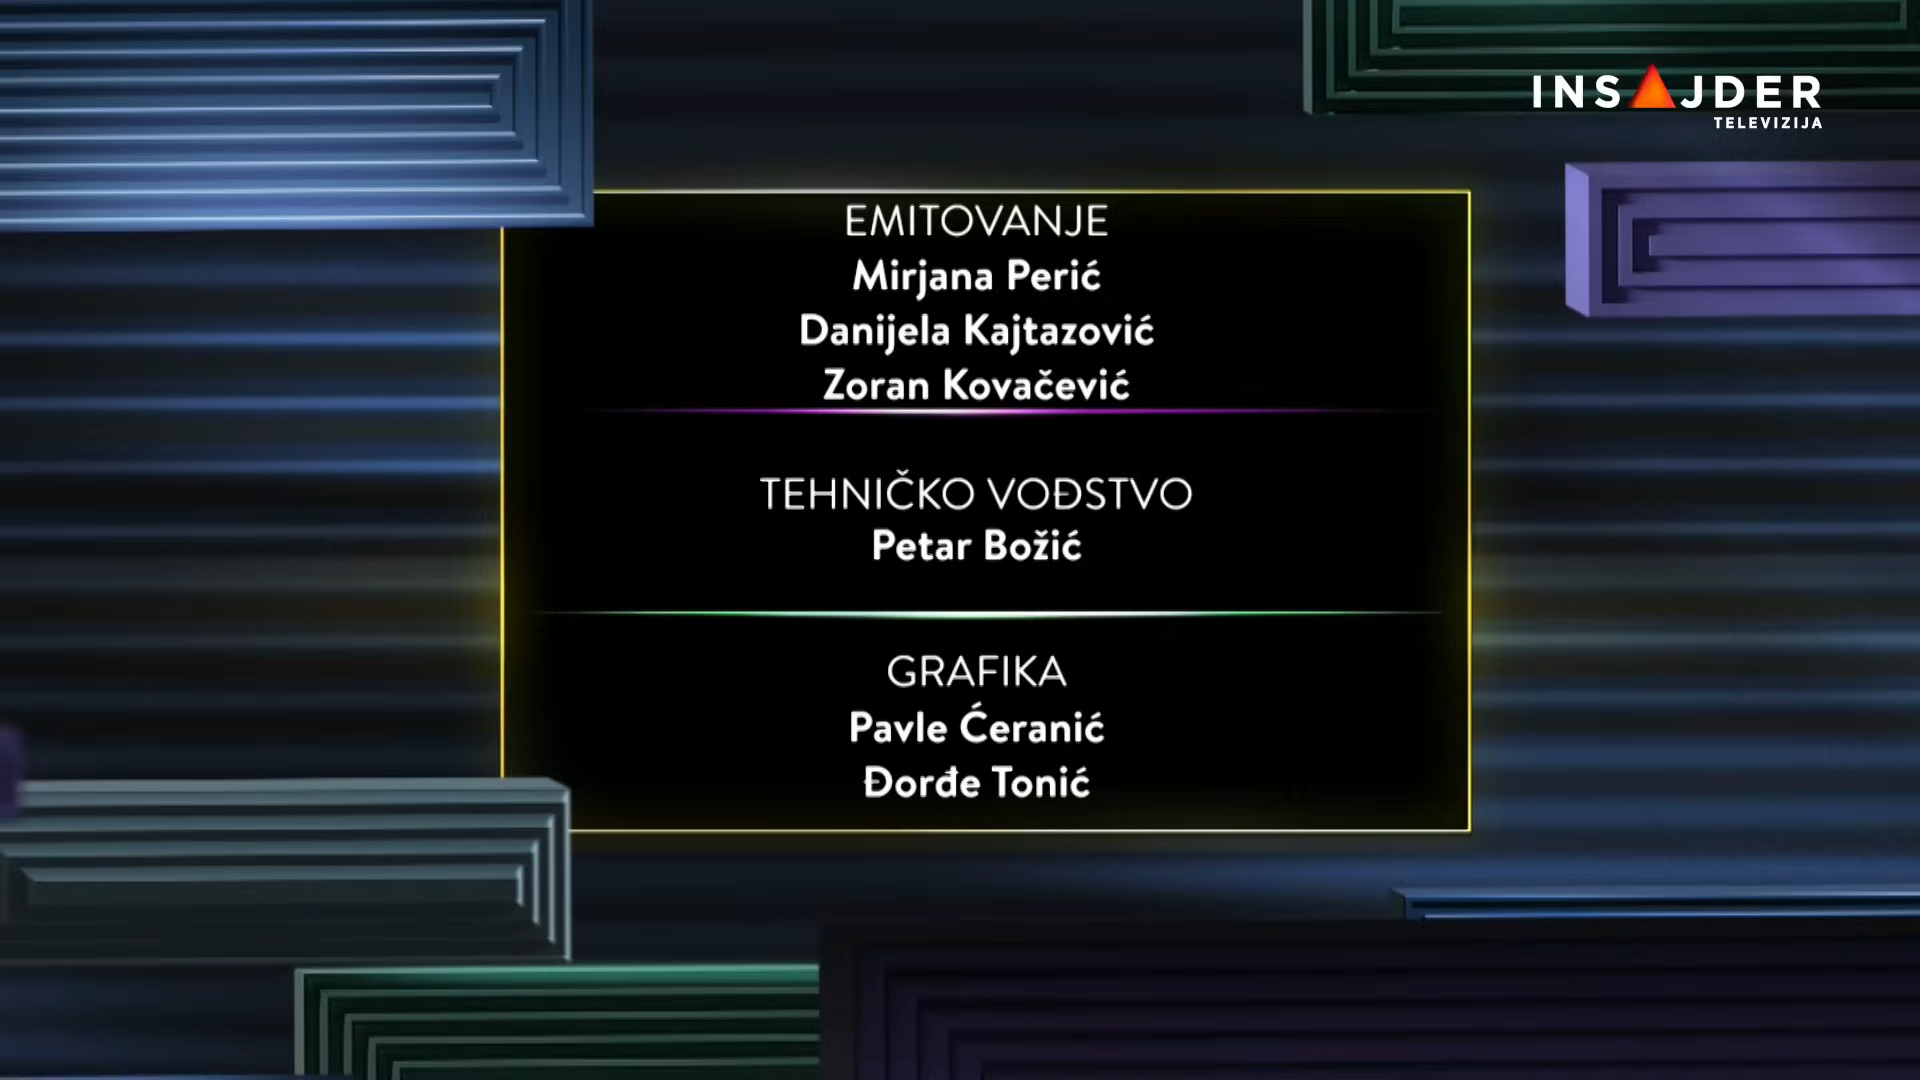 INSAJDER
TELEVIZIJA
EMITOVANJE
Mirjana Perić
Danijela Kajtazović
Zoran Kovačević
TEHNIČKO VOĐSTVO
Petar Božić
GRAFIKA
Pavle Ćeranić
Đorđe Tonić